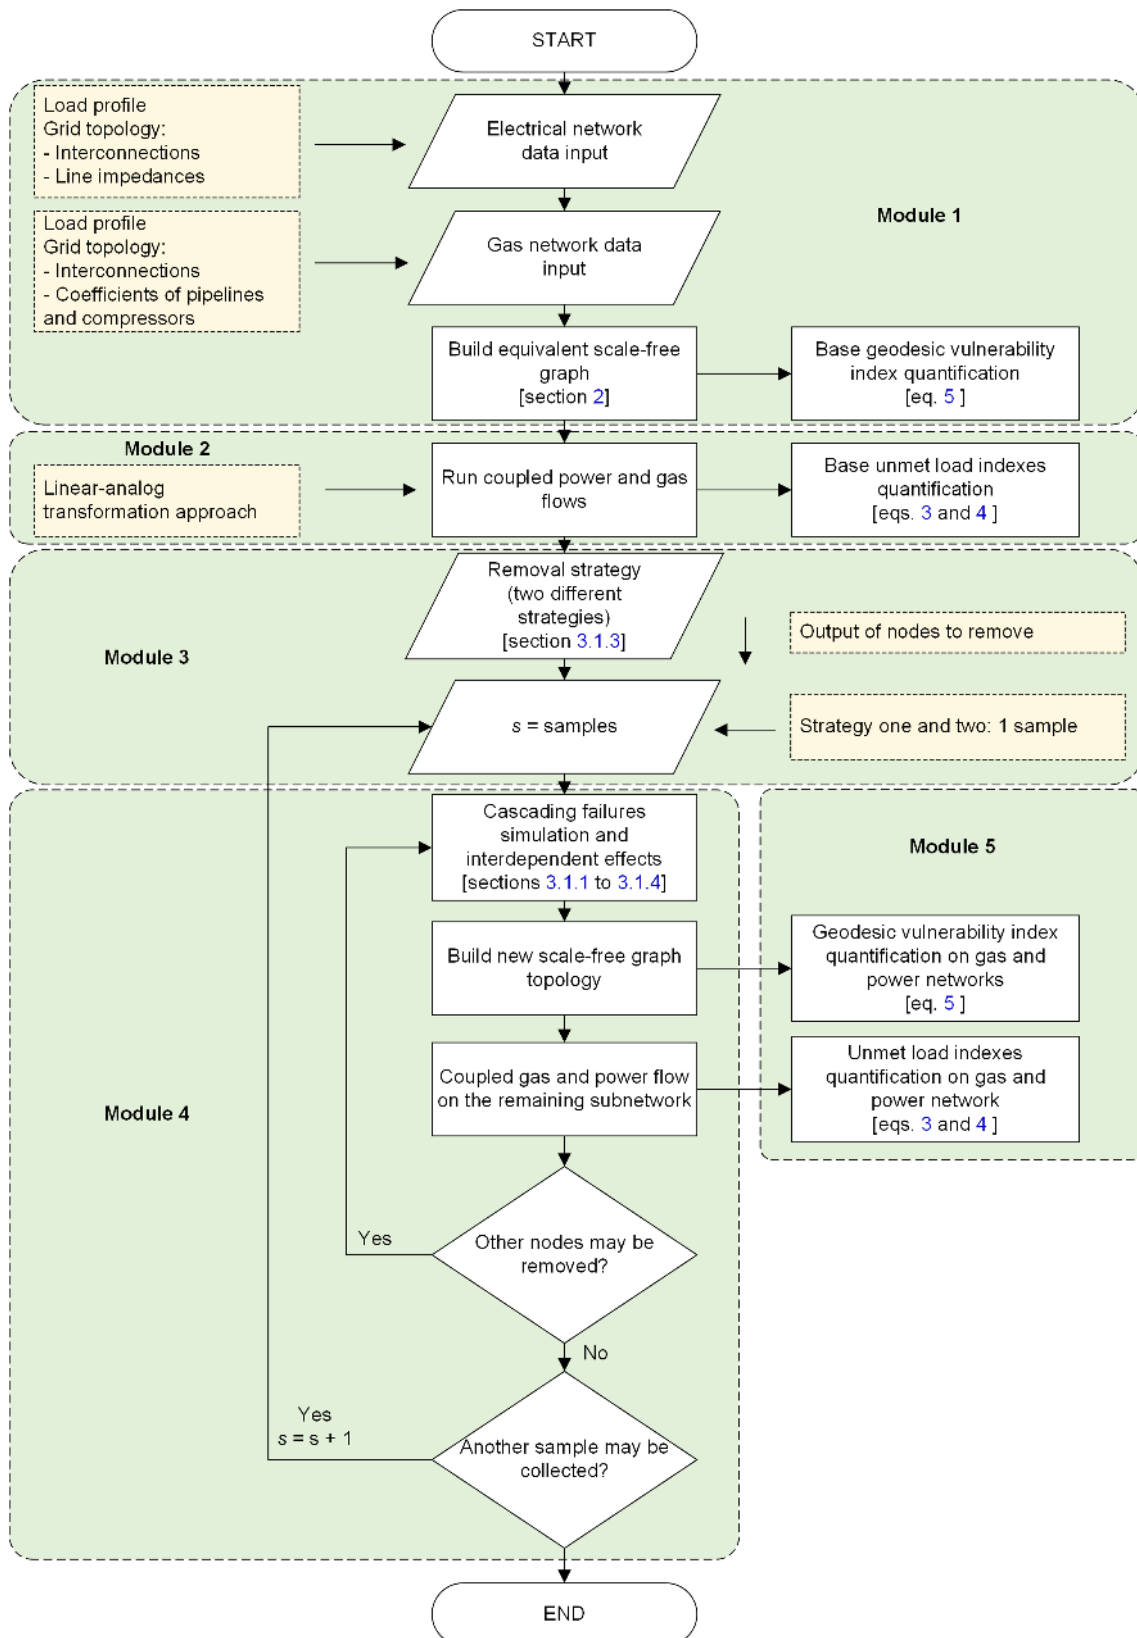 START
Load profile
Grid topology:
- Interconnections
- Line impedances
Electrical network
data input
Module 1
Load profile
Grid topology:
- Interconnections
- Coefficients of pipelines
and compressors
Gas network data
input
Build equivalent scale-free
graph
[section 2]
Base geodesic vulnerability
index quantification
[eq. 5 ]
Module 2
Linear-analog
transformation approach
Run coupled power and gas
flows
Base unmet load indexes
quantification
[eqs. 3 and 4 ]
Module 3
Removal strategy
(two different
strategies)
[section 3.1.3]
Output of nodes to remove
s = samples
Strategy one and two: 1 sample
Module 4
Cascading failures
simulation and
interdependent effects
[sections 3.1.1 to 3.1.4]
Module 5
Build new scale-free graph
topology
Geodesic vulnerability index
quantification on gas and
power networks
[eq. 5 ]
Coupled gas and power flow
on the remaining subnetwork
Unmet load indexes
quantification on gas and
power network
[eqs. 3 and 4 ]
Yes
Other nodes may be
removed?
No
Yes
s = s + 1
Another sample may be
collected?
END